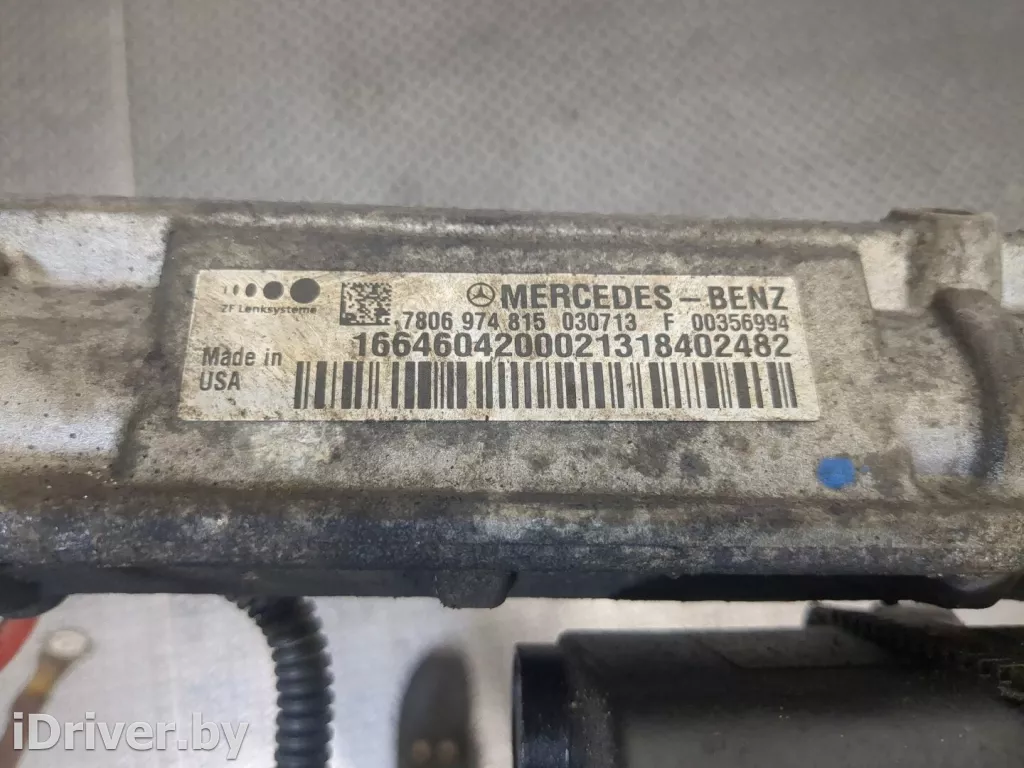 MERCEDES-BENZ
ZF Lenksysteme
7806 974 815 030713 F 00356994
1664604200021318402482
Made in
USA
iDriver.by